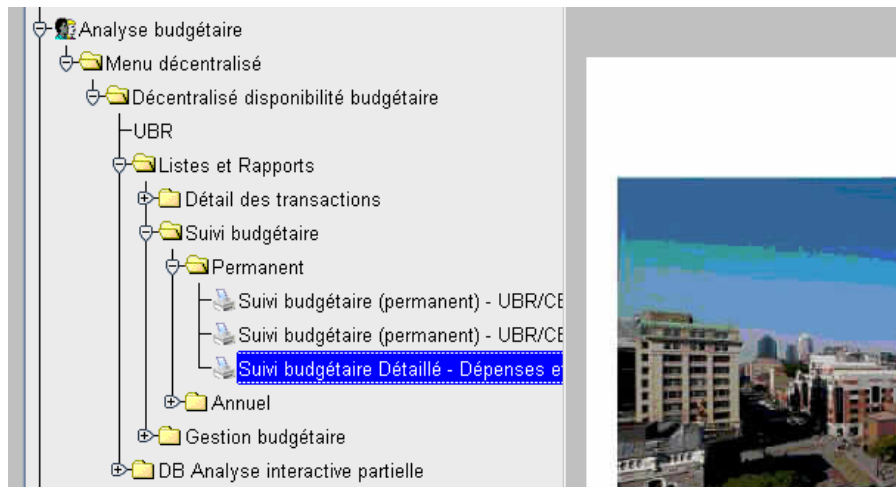 Analyse budgétaire
Menu décentralisé
Décentralisé disponibilité budgétaire
UBR
Listes et Rapports
Détail des transactions
Suivi budgétaire
Permanent
Suivi budgétaire (permanent) - UBR/CE
Suivi budgétaire (permanent) - UBR/CE
Suivi budgétaire Détaillé - Dépenses et
Annuel
Gestion budgétaire
DB Analyse interactive partielle